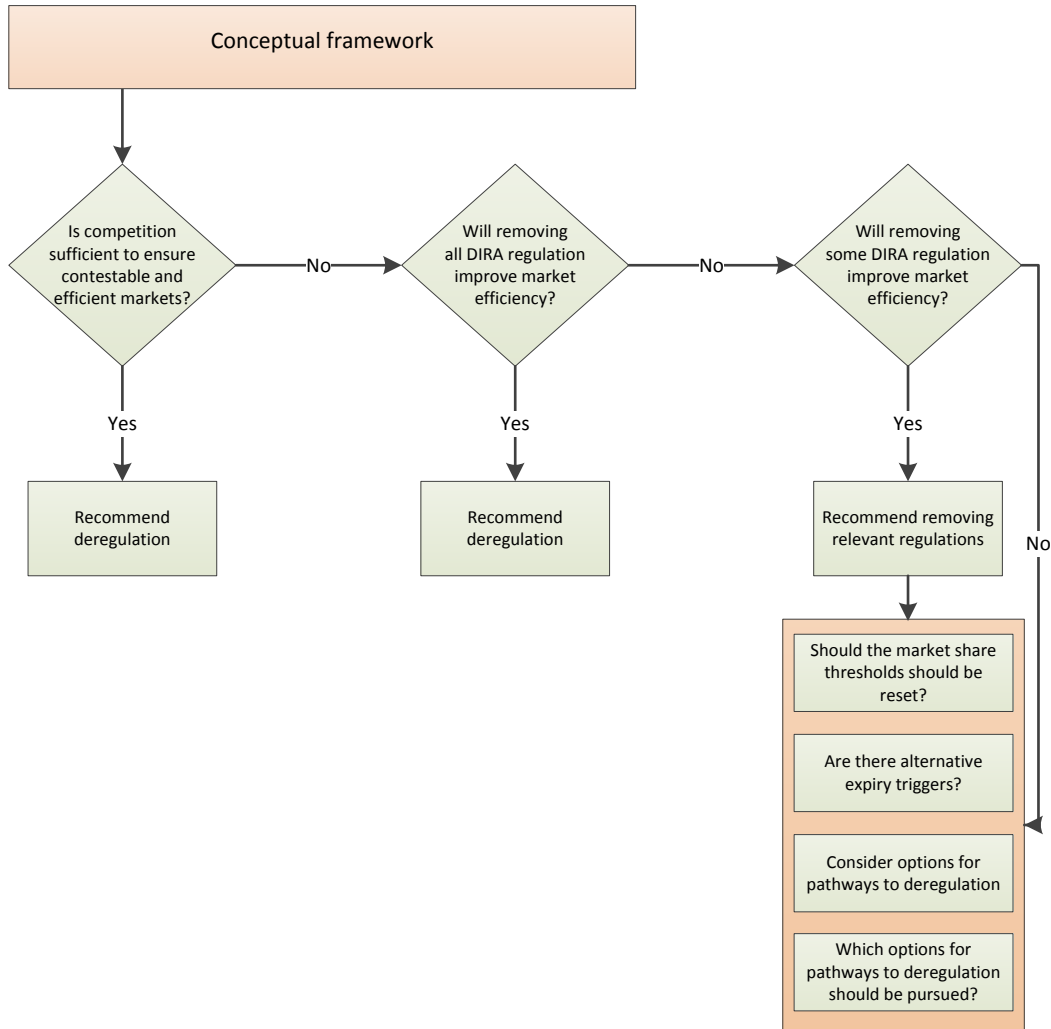 Conceptual framework
Is competition
sufficient to ensure
contestable and
efficient markets?
No
Will removing
all DIRA regulation
improve market
efficiency?
No
Will removing
some DIRA regulation
improve market
efficiency?
Yes
Yes
Yes
Recommend
deregulation
Recommend
deregulation
Recommend removing
relevant regulations
No
Should the market share
thresholds should be
reset?
Are there alternative
expiry triggers?
Consider options for
pathways to deregulation
Which options for
pathways to deregulation
should be pursued?